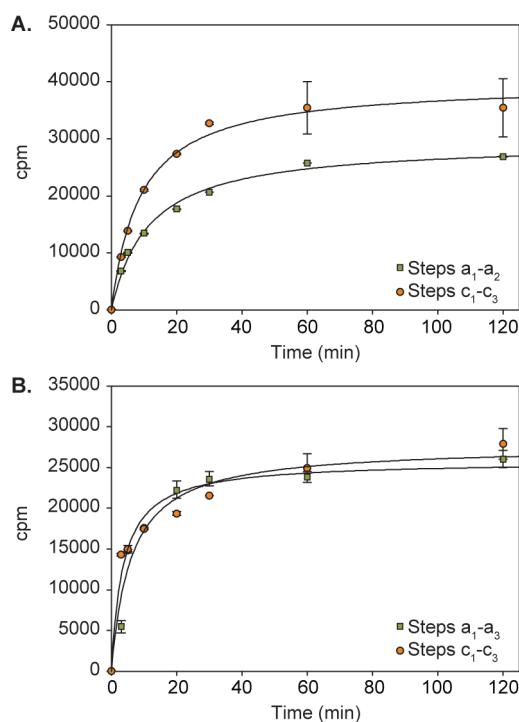 A.
50000
40000
30000
20000
10000
0
cpm
0 20 40 60 80 100 120
Time (min)
Steps a₁-a₂
Steps c₁-c₃
B.
35000
30000
25000
20000
15000
10000
5000
0
cpm
0 20 40 60 80 100 120
Time (min)
Steps a₁-a₃
Steps c₁-c₃